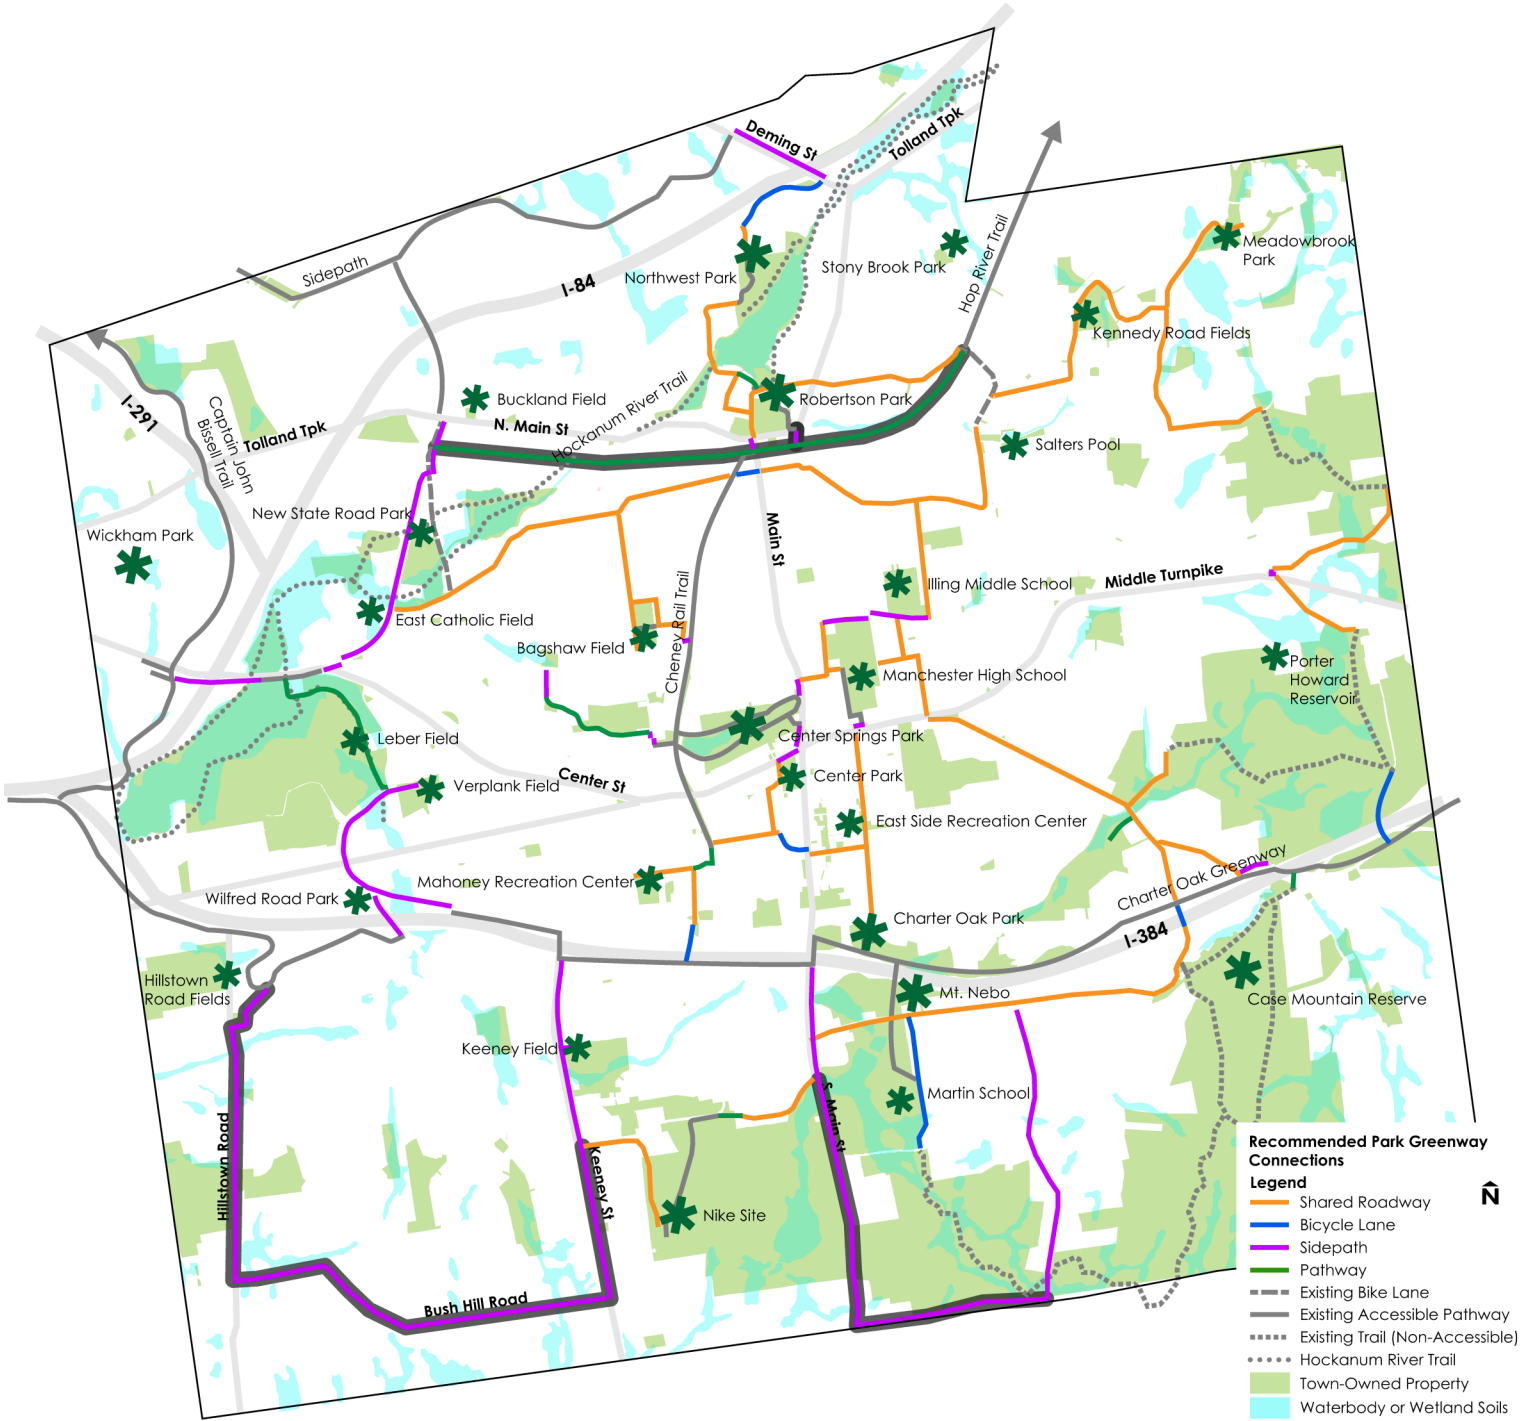 Deming St
Tolland Tpk
Sidepath
I-84
Northwest Park
Stony Brook Park
Hop River Trail
Meadowbrook
Park
Kennedy Road Fields
I-291
Captain John
Bissell Trail
Tolland Tpk
Buckland Field
N. Main St
Hockanum River Trail
Robertson Park
Salters Pool
New State Road Park
Wickham Park
Main St
East Catholic Field
Bagshaw Field
Cheney Rail Trail
Illing Middle School
Middle Turnpike
Manchester High School
Porter
Howard
Reservoir
Leber Field
Center Springs Park
Verplank Field
Center St
Center Park
East Side Recreation Center
Mahoney Recreation Center
Wilfred Road Park
Charter Oak Greenway
Charter Oak Park
I-384
Hillstown
Road Fields
Mt. Nebo
Case Mountain Reserve
Keeney Field
Martin School
S. Main St
Hillstown Road
Keeney St
Nike Site
Bush Hill Road
Recommended Park Greenway
Connections
Legend
Shared Roadway
Bicycle Lane
Sidepath
Pathway
Existing Bike Lane
Existing Accessible Pathway
Existing Trail (Non-Accessible)
Hockanum River Trail
Town-Owned Property
Waterbody or Wetland Soils
N